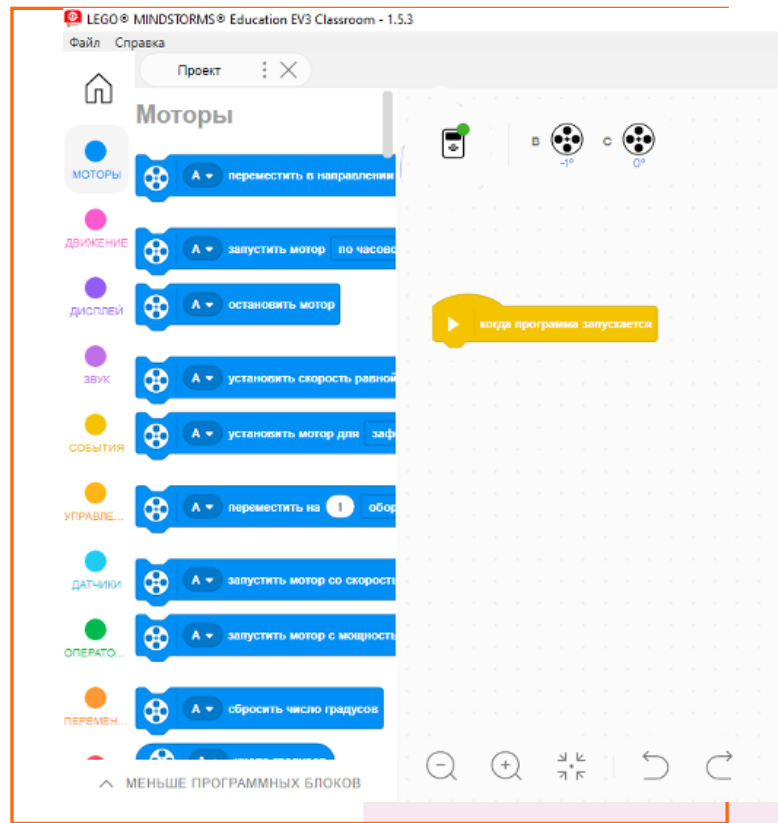 LEGO® MINDSTORMS® Education EV3 Classroom - 1.5.3
Файл Справка
Проект
Моторы
B
-1°
C
0°
МОТОРЫ
ДВИЖЕНИЕ
ДИСПЛЕЙ
ЗВУК
СОБЫТИЯ
УПРАВЛЕ...
ДАТЧИКИ
ОПЕРАТО...
ПЕРЕМЕН...
A переместить в направлении
A запустить мотор по часово
A остановить мотор
A установить скорость равной
A установить мотор для заф
A переместить на 1 обор
A запустить мотор со скорость
A запустить мотор с мощность
A сбросить число градусов
когда программа запускается
МЕНЬШЕ ПРОГРАММНЫХ БЛОКОВ